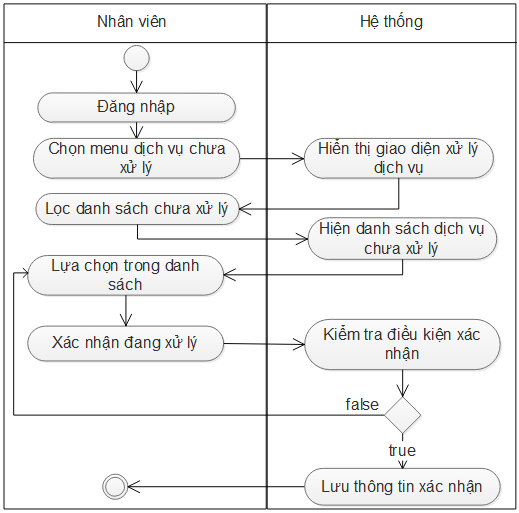 Nhân viên
Hệ thống
Đăng nhập
Chọn menu dịch vụ chưa
xử lý
Hiển thị giao diện xử lý
dịch vụ
Lọc danh sách chưa xử lý
Hiện danh sách dịch vụ
chưa xử lý
Lựa chọn trong danh
sách
Xác nhận đang xử lý
Kiểm tra điều kiện xác
nhận
false
true
Lưu thông tin xác nhận